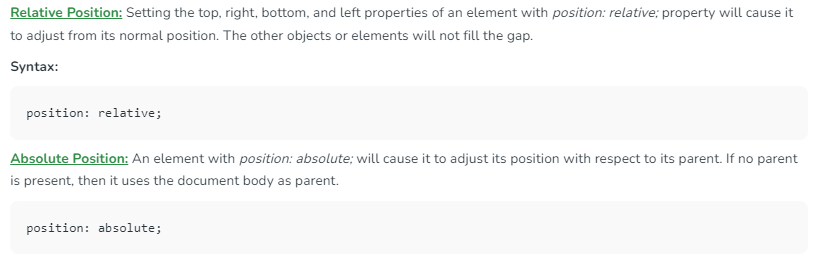 Relative Position: Setting the top, right, bottom, and left properties of an element with position: relative; property will cause it
to adjust from its normal position. The other objects or elements will not fill the gap.
Syntax:
position: relative;
Absolute Position: An element with position: absolute; will cause it to adjust its position with respect to its parent. If no parent
is present, then it uses the document body as parent.
position: absolute;